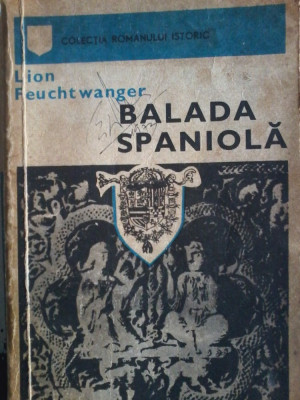 COLECȚIA ROMANULUI ISTORIC
Lion
Feuchtwanger
BALADA
SPANIOLĂ